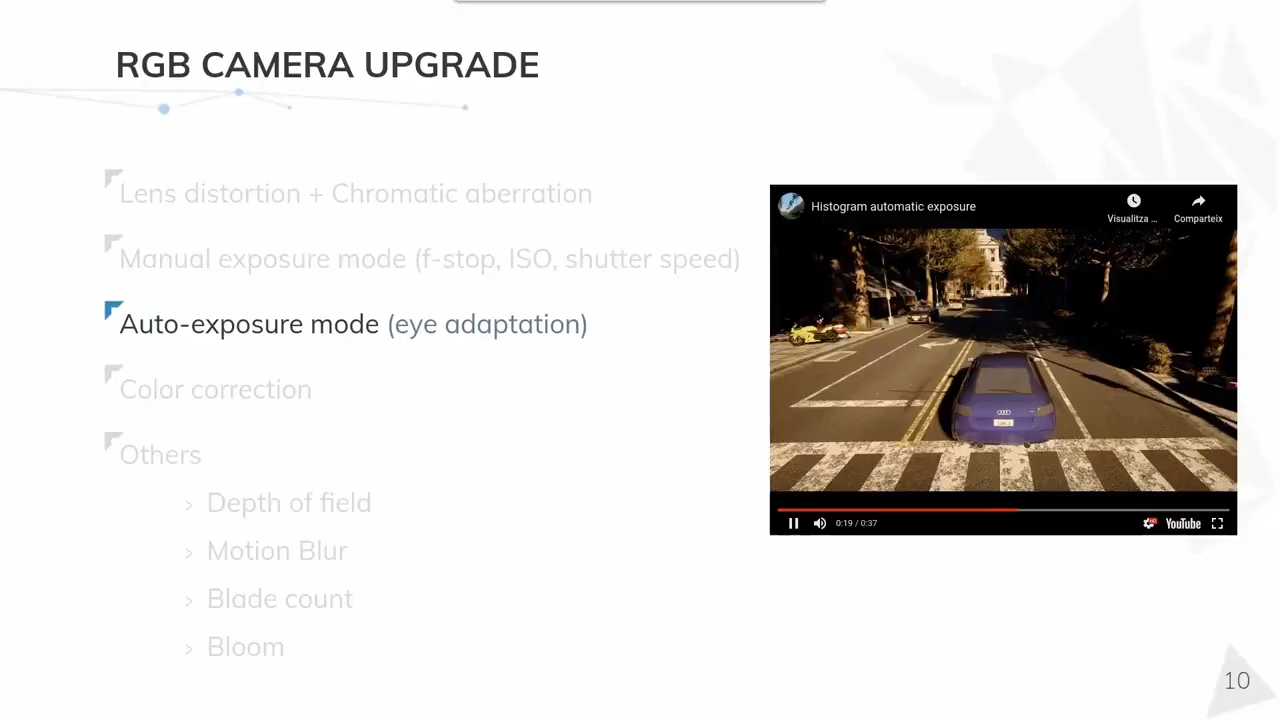 RGB CAMERA UPGRADE
Lens distortion + Chromatic aberration
Manual exposure mode (f-stop, ISO, shutter speed)
Auto-exposure mode (eye adaptation)
Color correction
Others
› Depth of field
› Motion Blur
› Blade count
› Bloom
Histogram automatic exposure
Visualitza ...
Comparteix
0:19 / 0:37
HD
YouTube
10